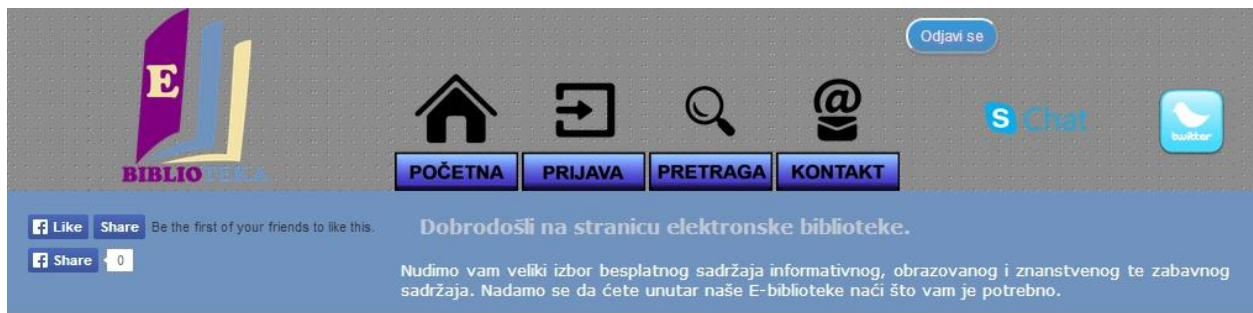 Odjavi se
E
BIBLIOTEKA
POČETNA
PRIJAVA
PRETRAGA
KONTAKT
S Chat
twitter
f Like Share Be the first of your friends to like this.
f Share 0
Dobrodošli na stranicu elektronske biblioteke.
Nudimo vam veliki izbor besplatnog sadržaja informativnog, obrazovanog i znanstvenog te zabavnog
sadržaja. Nadamo se da ćete unutar naše E-biblioteke naći što vam je potrebno.